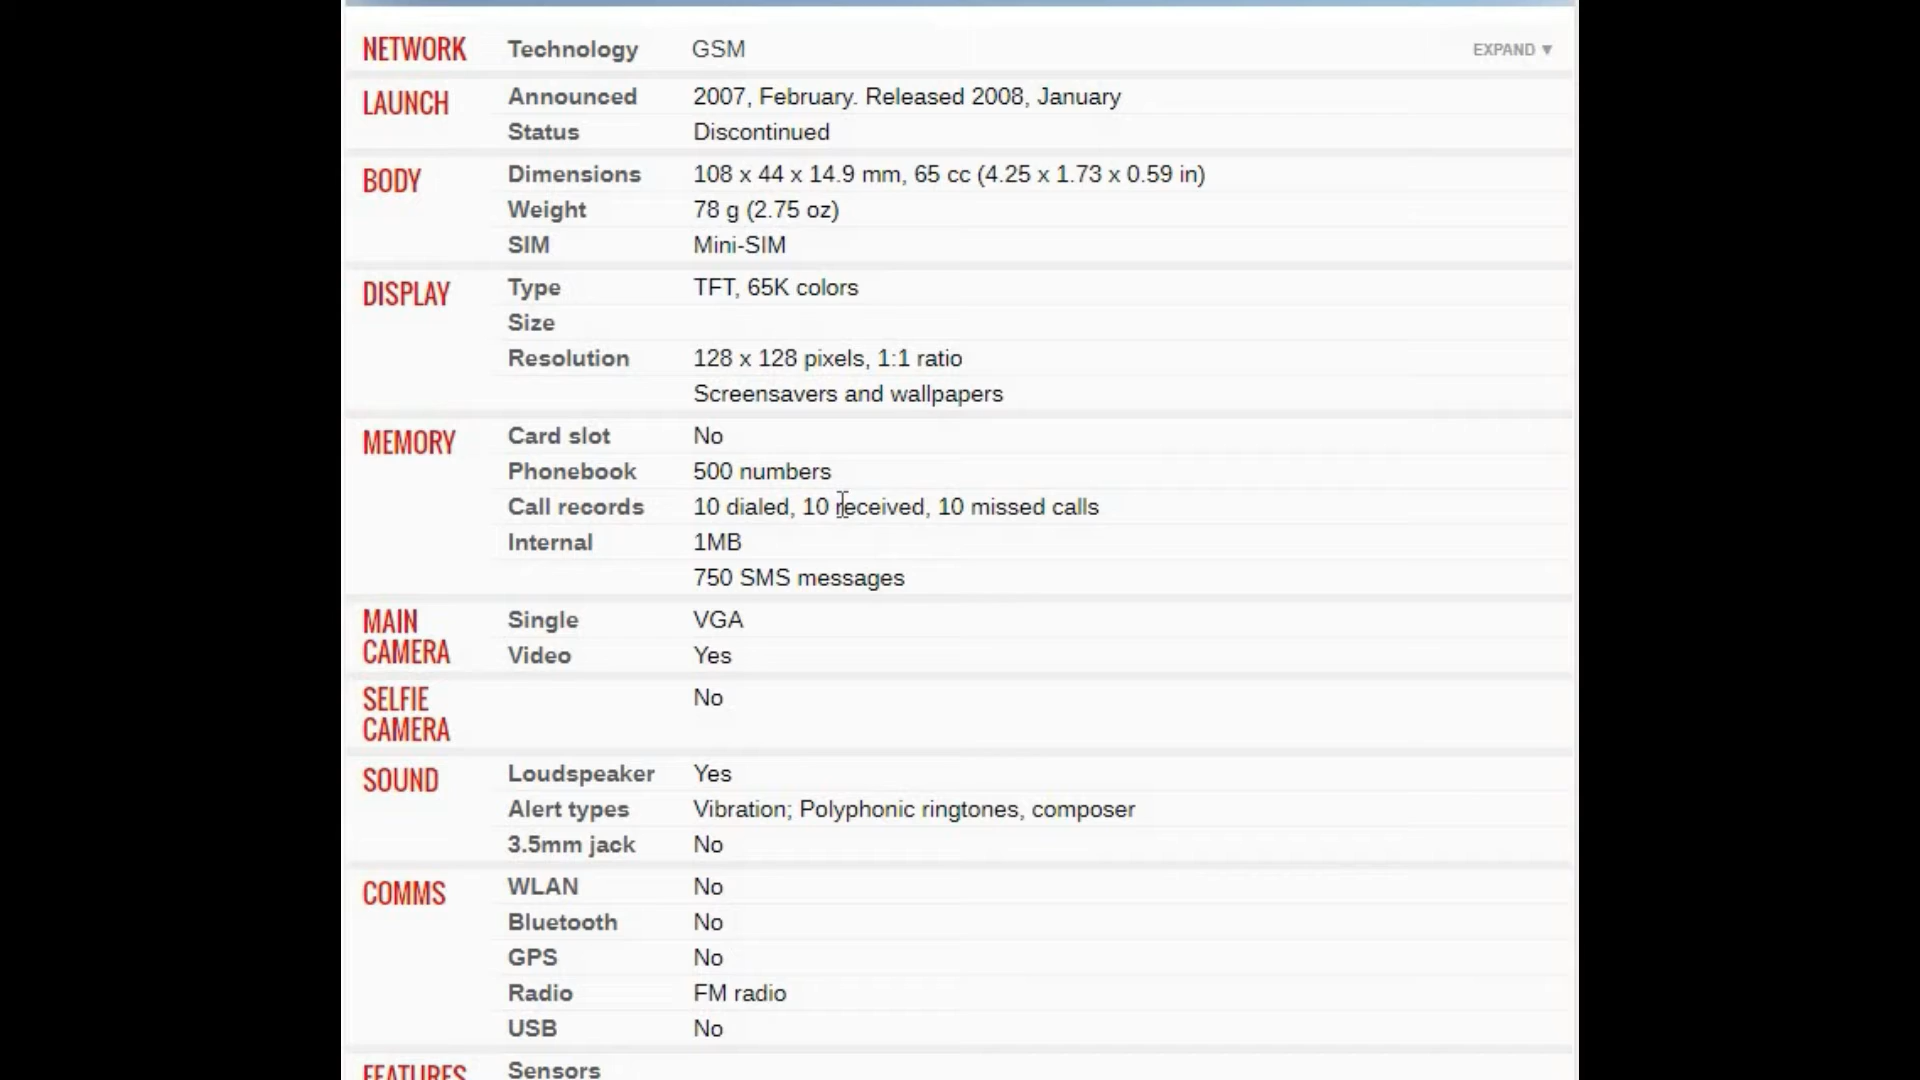 NETWORK Technology GSM EXPAND ▼
LAUNCH Announced 2007, February. Released 2008, January
Status Discontinued
BODY Dimensions 108 x 44 x 14.9 mm, 65 cc (4.25 x 1.73 x 0.59 in)
Weight 78 g (2.75 oz)
SIM Mini-SIM
DISPLAY Type TFT, 65K colors
Size
Resolution 128 x 128 pixels, 1:1 ratio
Screensavers and wallpapers
MEMORY Card slot No
Phonebook 500 numbers
Call records 10 dialed, 10 received, 10 missed calls
Internal 1MB
750 SMS messages
MAIN CAMERA Single VGA
Video Yes
SELFIE CAMERA No
SOUND Loudspeaker Yes
Alert types Vibration; Polyphonic ringtones, composer
3.5mm jack No
COMMS WLAN No
Bluetooth No
GPS No
Radio FM radio
USB No
FEATURES Sensors